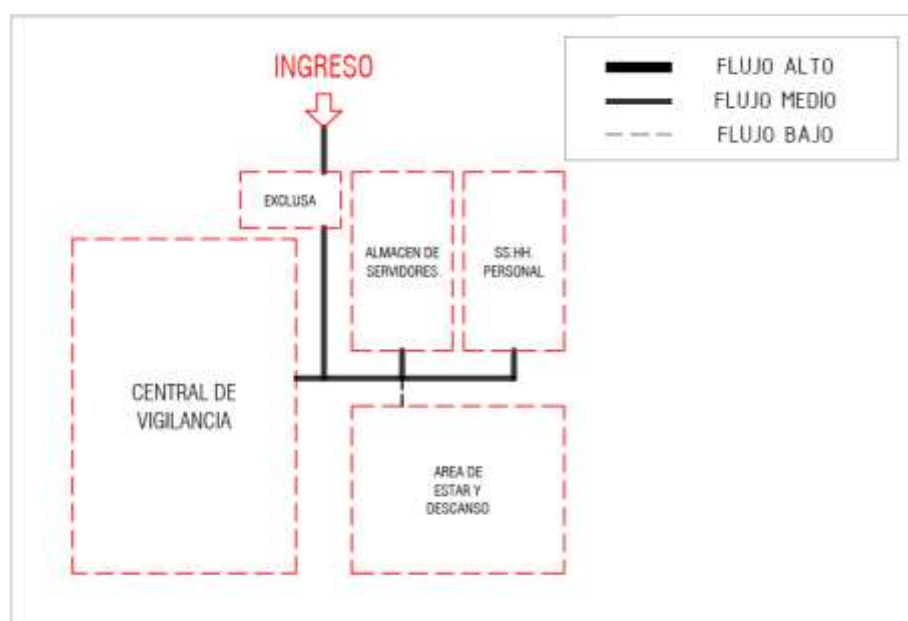 INGRESO
FLUJO ALTO
FLUJO MEDIO
FLUJO BAJO
EXCLUSA
ALMACEN DE
SERVIDORES
SS.HH.
PERSONAL
CENTRAL DE
VIGILANCIA
AREA DE
ESTAR Y
DESCANSO